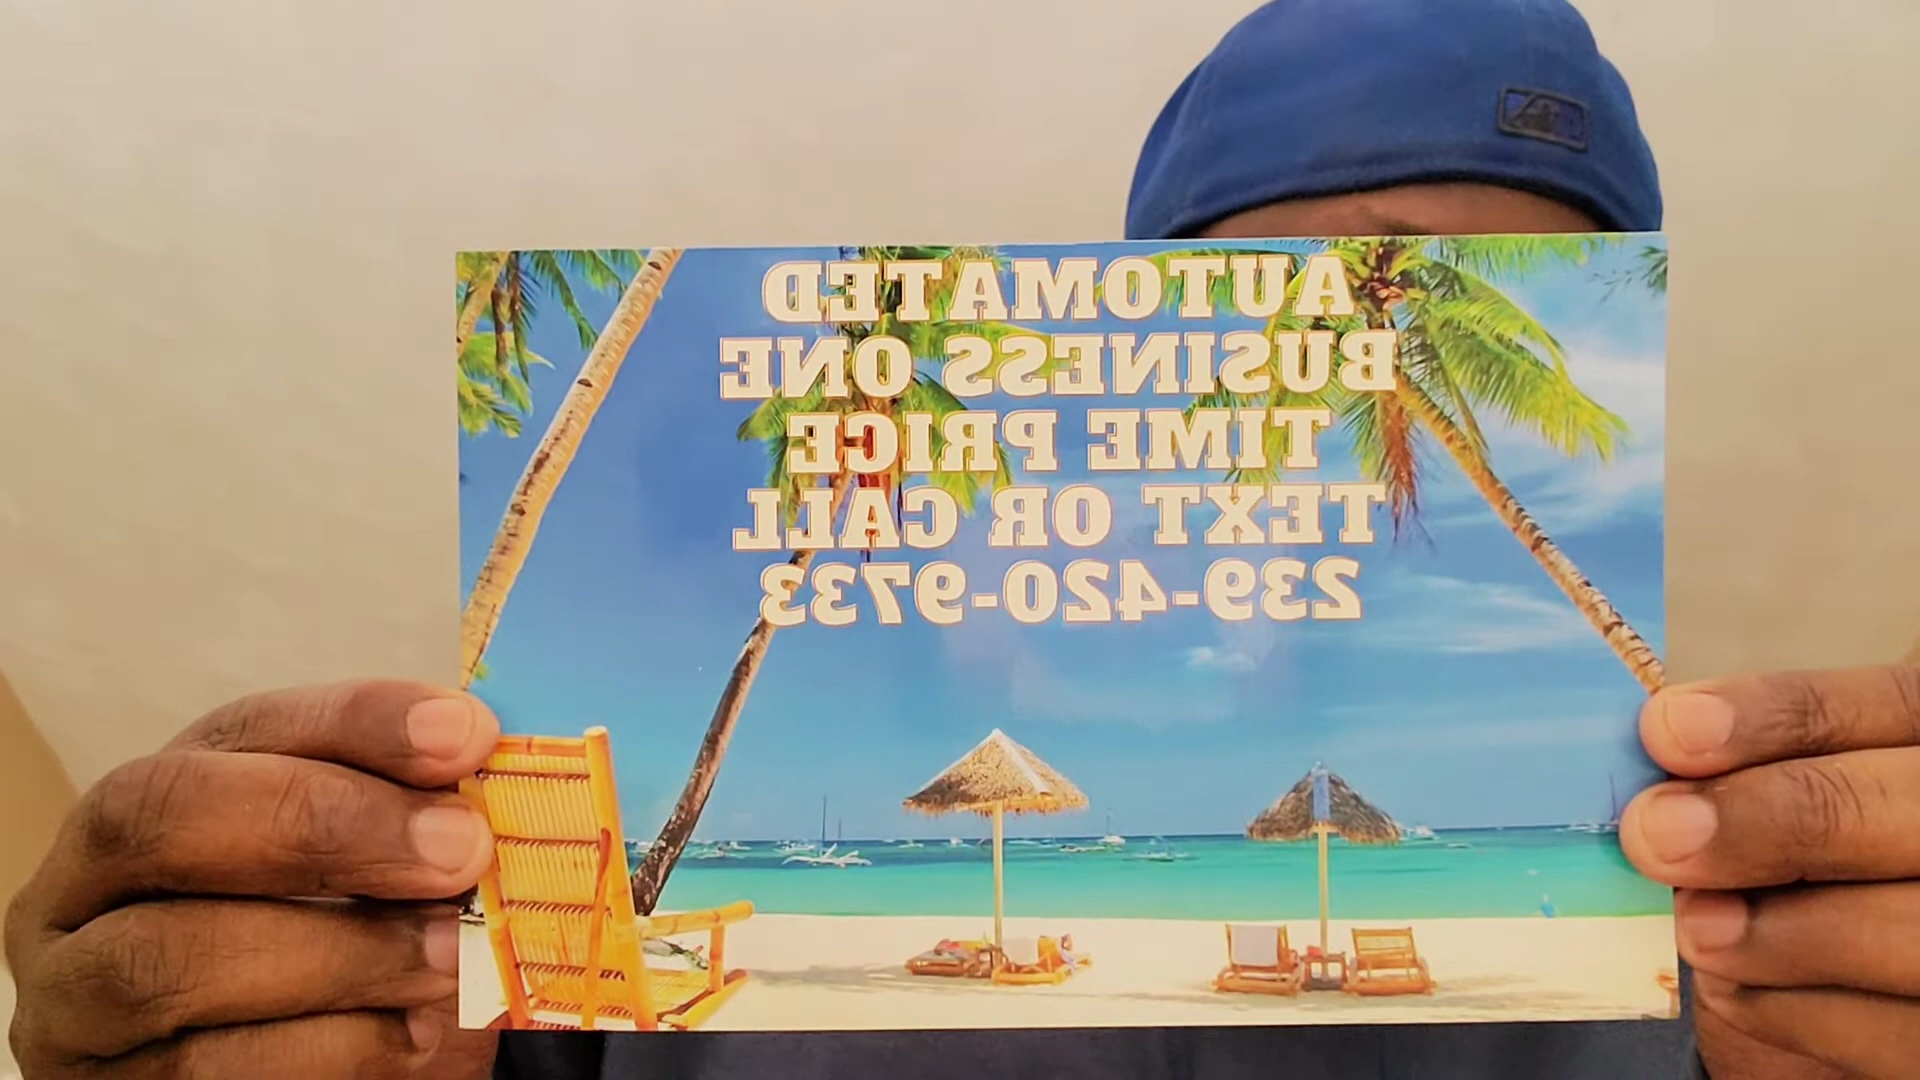 AUTOMATED
BUSINESS ONE
TIME PRICE
TEXT OR CALL
239-420-9733